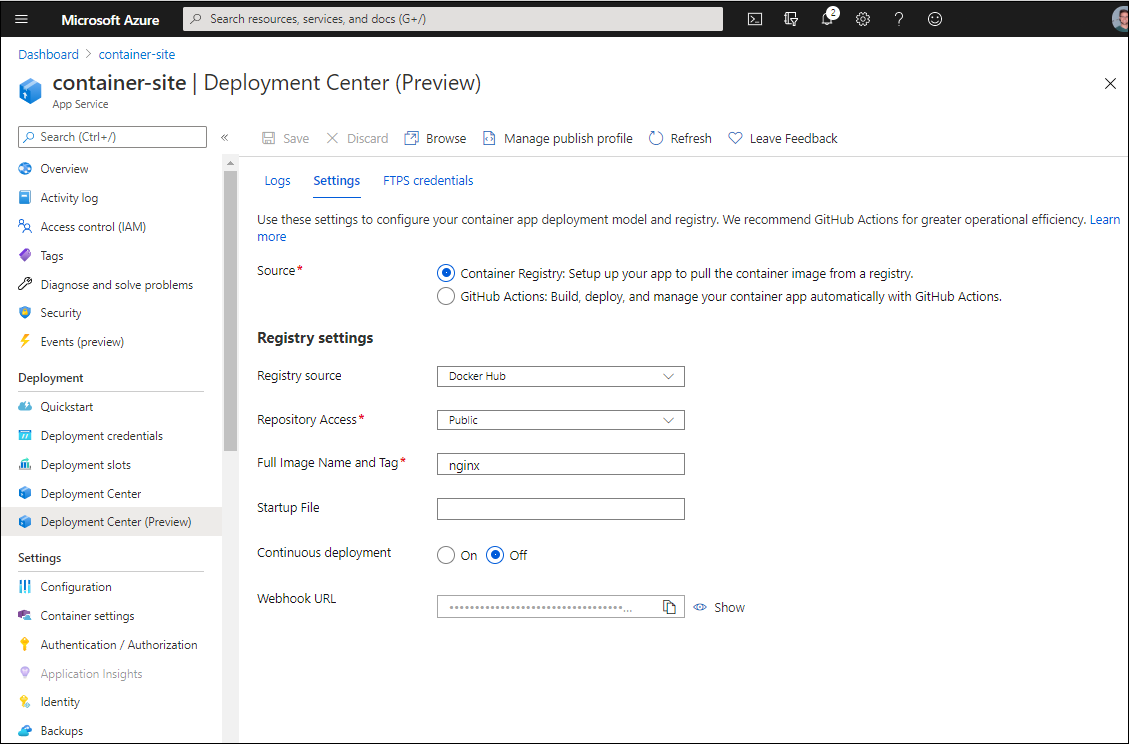 Microsoft Azure
Search resources, services, and docs (G+/)
2
Dashboard > container-site
container-site | Deployment Center (Preview)
App Service
Search (Ctrl+/)
«
Save
Discard
Browse
Manage publish profile
Refresh
Leave Feedback
Overview
Activity log
Access control (IAM)
Tags
Diagnose and solve problems
Security
Events (preview)
Deployment
Quickstart
Deployment credentials
Deployment slots
Deployment Center
Deployment Center (Preview)
Settings
Configuration
Container settings
Authentication / Authorization
Application Insights
Identity
Backups
Logs
Settings
FTPS credentials
Use these settings to configure your container app deployment model and registry. We recommend GitHub Actions for greater operational efficiency. Learn
more
Source*
Container Registry: Setup up your app to pull the container image from a registry.
GitHub Actions: Build, deploy, and manage your container app automatically with GitHub Actions.
Registry settings
Registry source
Docker Hub
Repository Access*
Public
Full Image Name and Tag*
nginx
Startup File
Continuous deployment
On
Off
Webhook URL
••••••••••••••••••••••••••••••••••...
Show